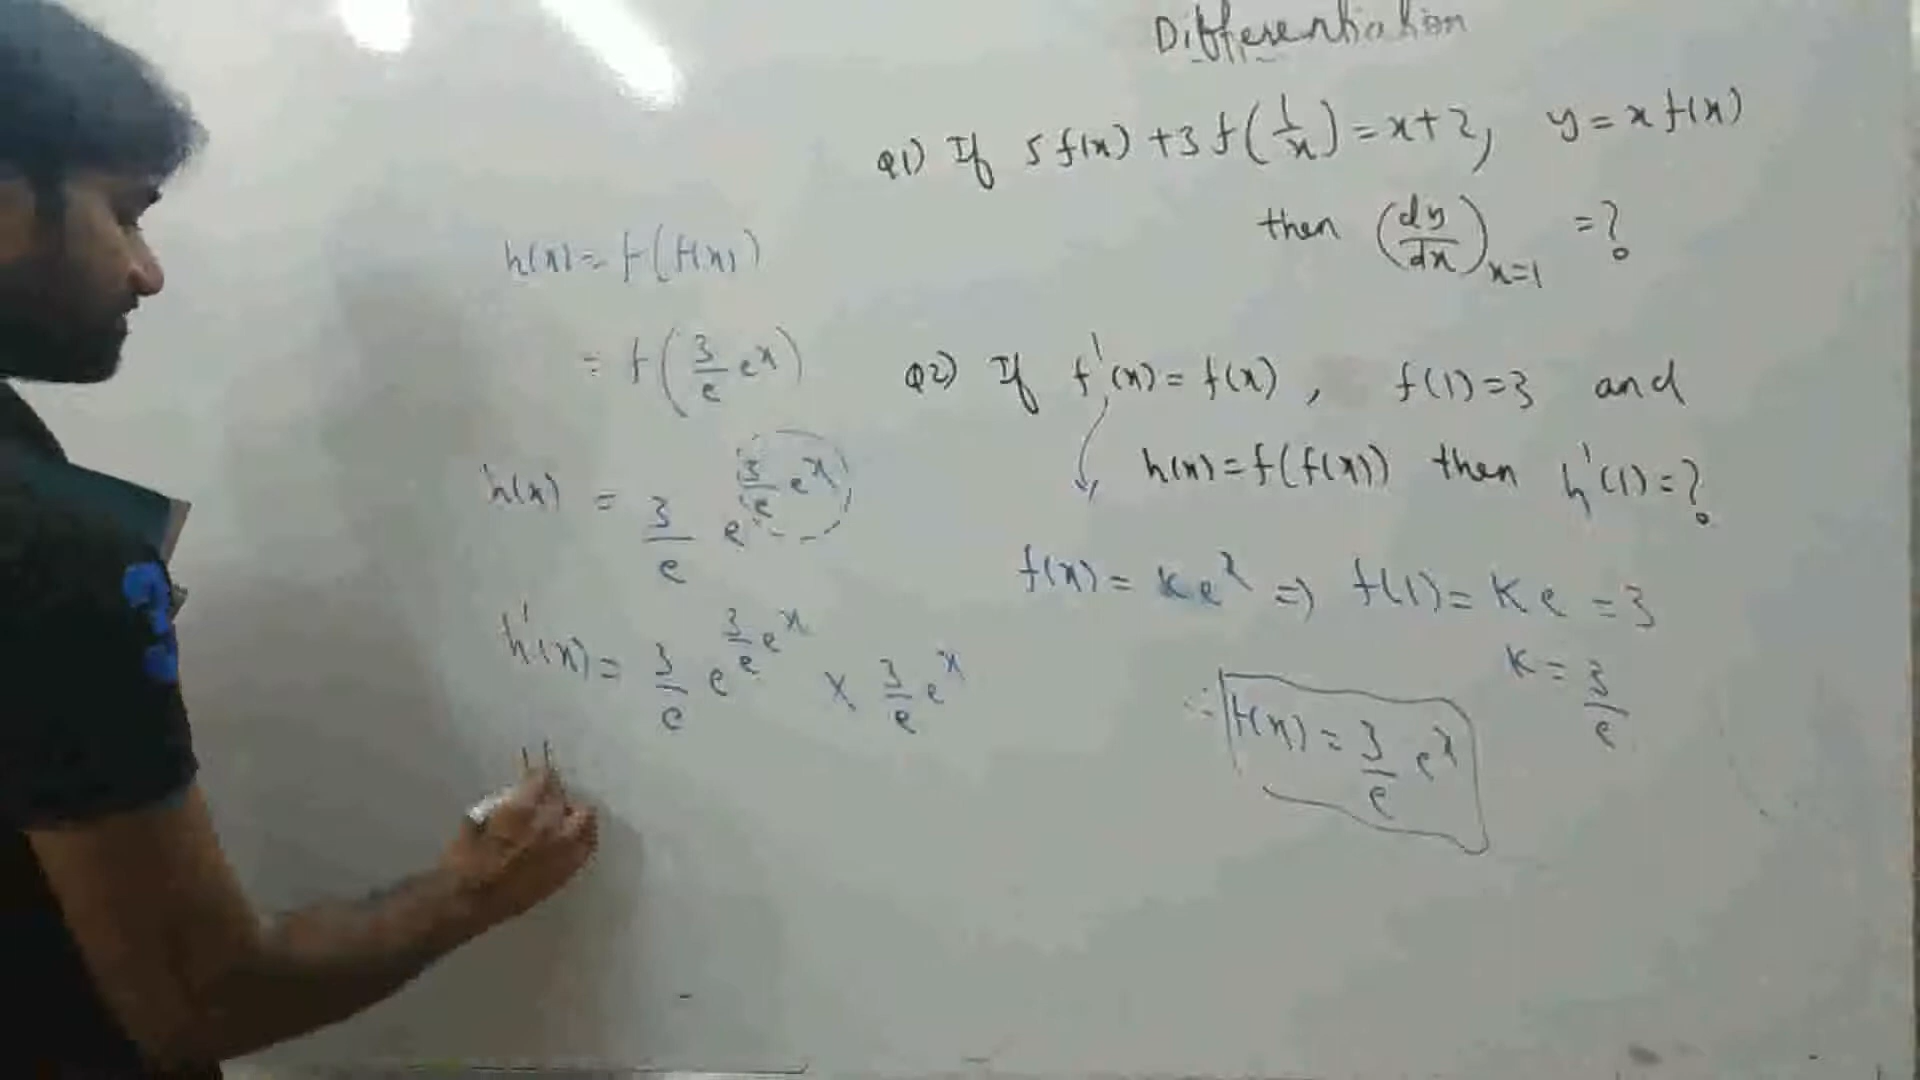 Differentiation
Q1) If 5f(x) + 3f(1/x) = x+2, y = x f(x)
then (dy/dx)x=1 = ?
Q2) If f'(x) = f(x), f(1) = 3 and
h(x) = f(f(x)) then h'(1) = ?
f(x) = Ke^x => f(1) = Ke = 3
K = 3/e
∴ f(x) = 3/e e^x
h(x) = f(f(x))
= f(3/e e^x)
h(x) = 3/e e^(3/e e^x)
h'(x) = 3/e e^(3/e e^x) × 3/e e^x
3